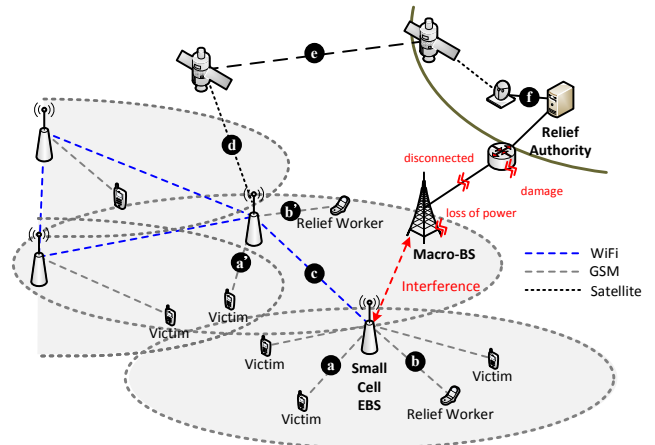 e
f
Relief
Authority
d
disconnected
damage
b'
Relief Worker
loss of power
Macro-BS
WiFi
GSM
Satellite
a'
c
Interference
Victim
Victim
Victim
a
b
Victim
Small
Cell
EBS
Victim
Relief Worker